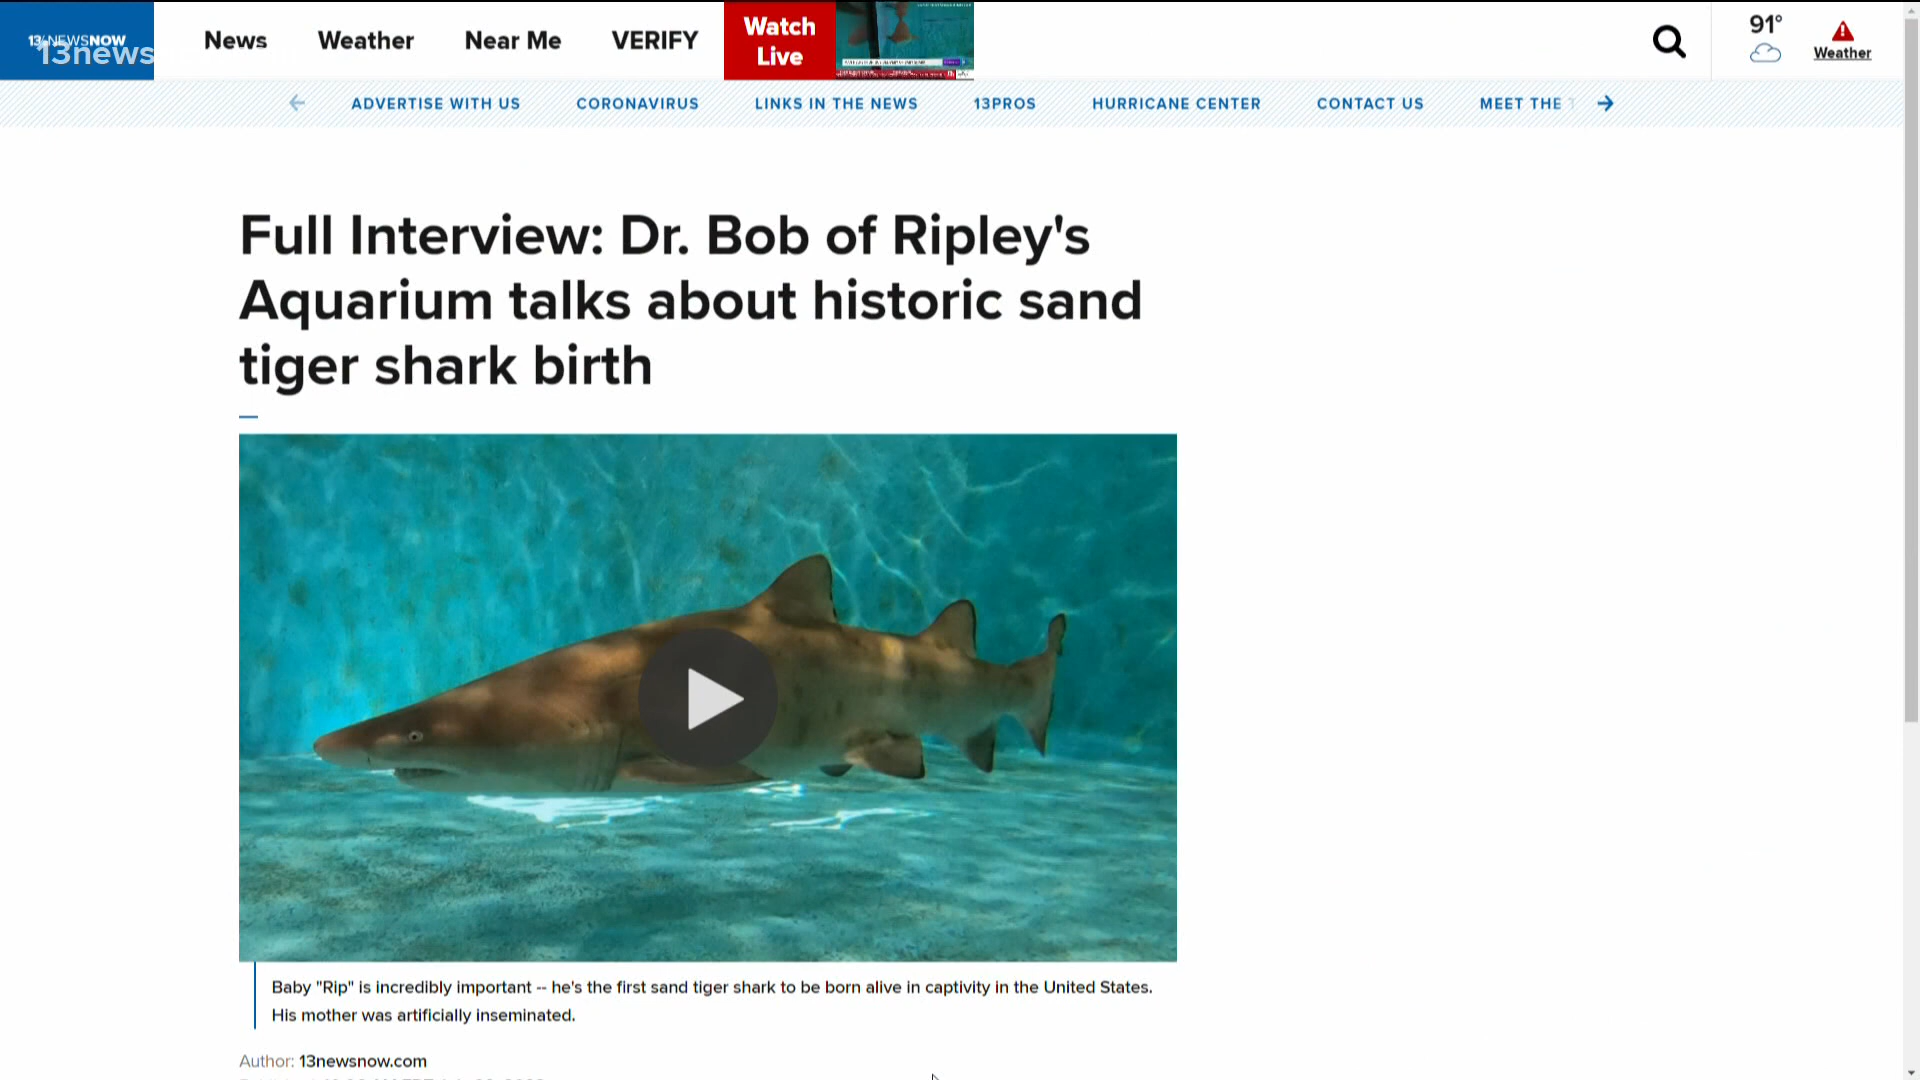 13NEWSNOW
13news
News
Weather
Near Me
VERIFY
Watch
Live
91°
Weather
ADVERTISE WITH US
CORONAVIRUS
LINKS IN THE NEWS
13PROS
HURRICANE CENTER
CONTACT US
MEET THE T
Full Interview: Dr. Bob of Ripley's
Aquarium talks about historic sand
tiger shark birth
Baby "Rip" is incredibly important -- he's the first sand tiger shark to be born alive in captivity in the United States.
His mother was artificially inseminated.
Author: 13newsnow.com